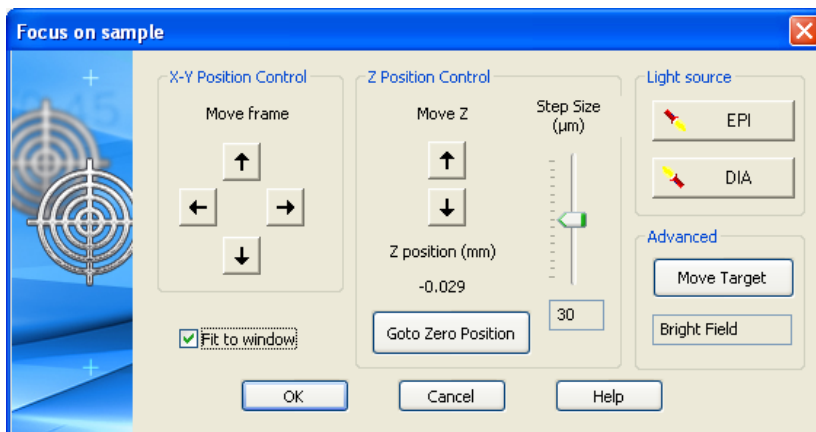 Focus on sample
X-Y Position Control
Move frame
Fit to window
Z Position Control
Move Z
Z position (mm)
-0.029
Goto Zero Position
Step Size
(µm)
30
Light source
EPI
DIA
Advanced
Move Target
Bright Field
OK
Cancel
Help